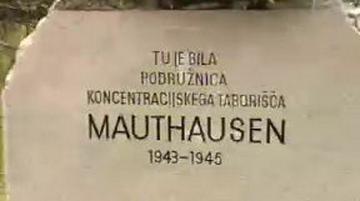 TU JE BILA
PODRUŽNICA
KONCENTRACIJSKEGA TABORIŠČA
MAUTHAUSEN
1943-1945